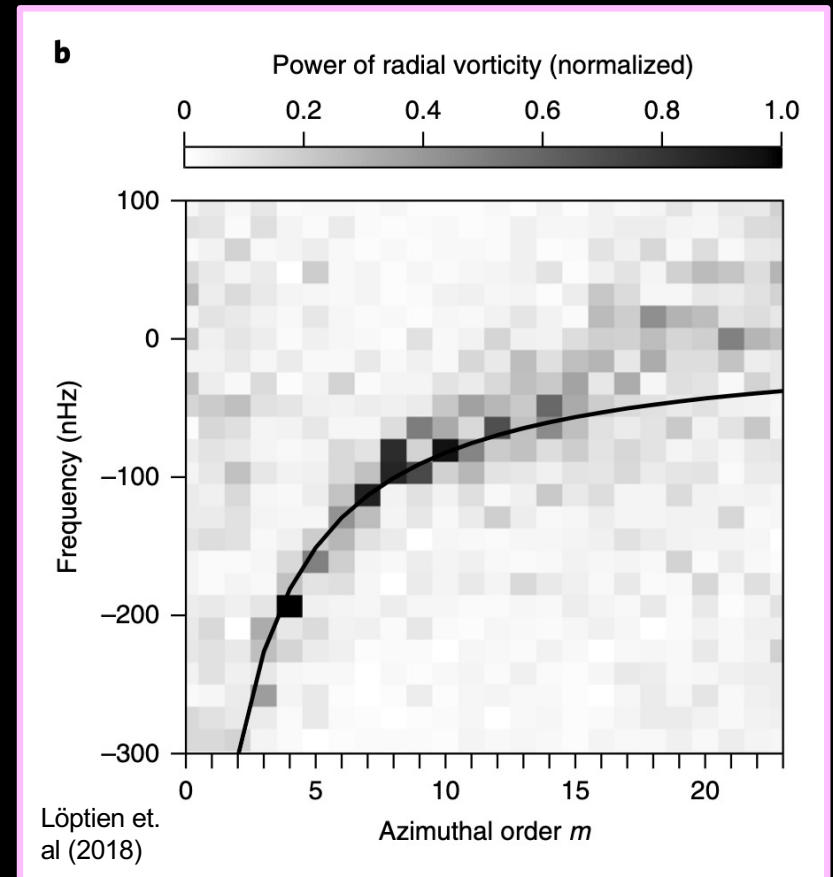 b
Power of radial vorticity (normalized)
0 0.2 0.4 0.6 0.8 1.0
100
0
−100
−200
−300
Frequency (nHz)
0 5 10 15 20
Azimuthal order m
Löptien et.
al (2018)